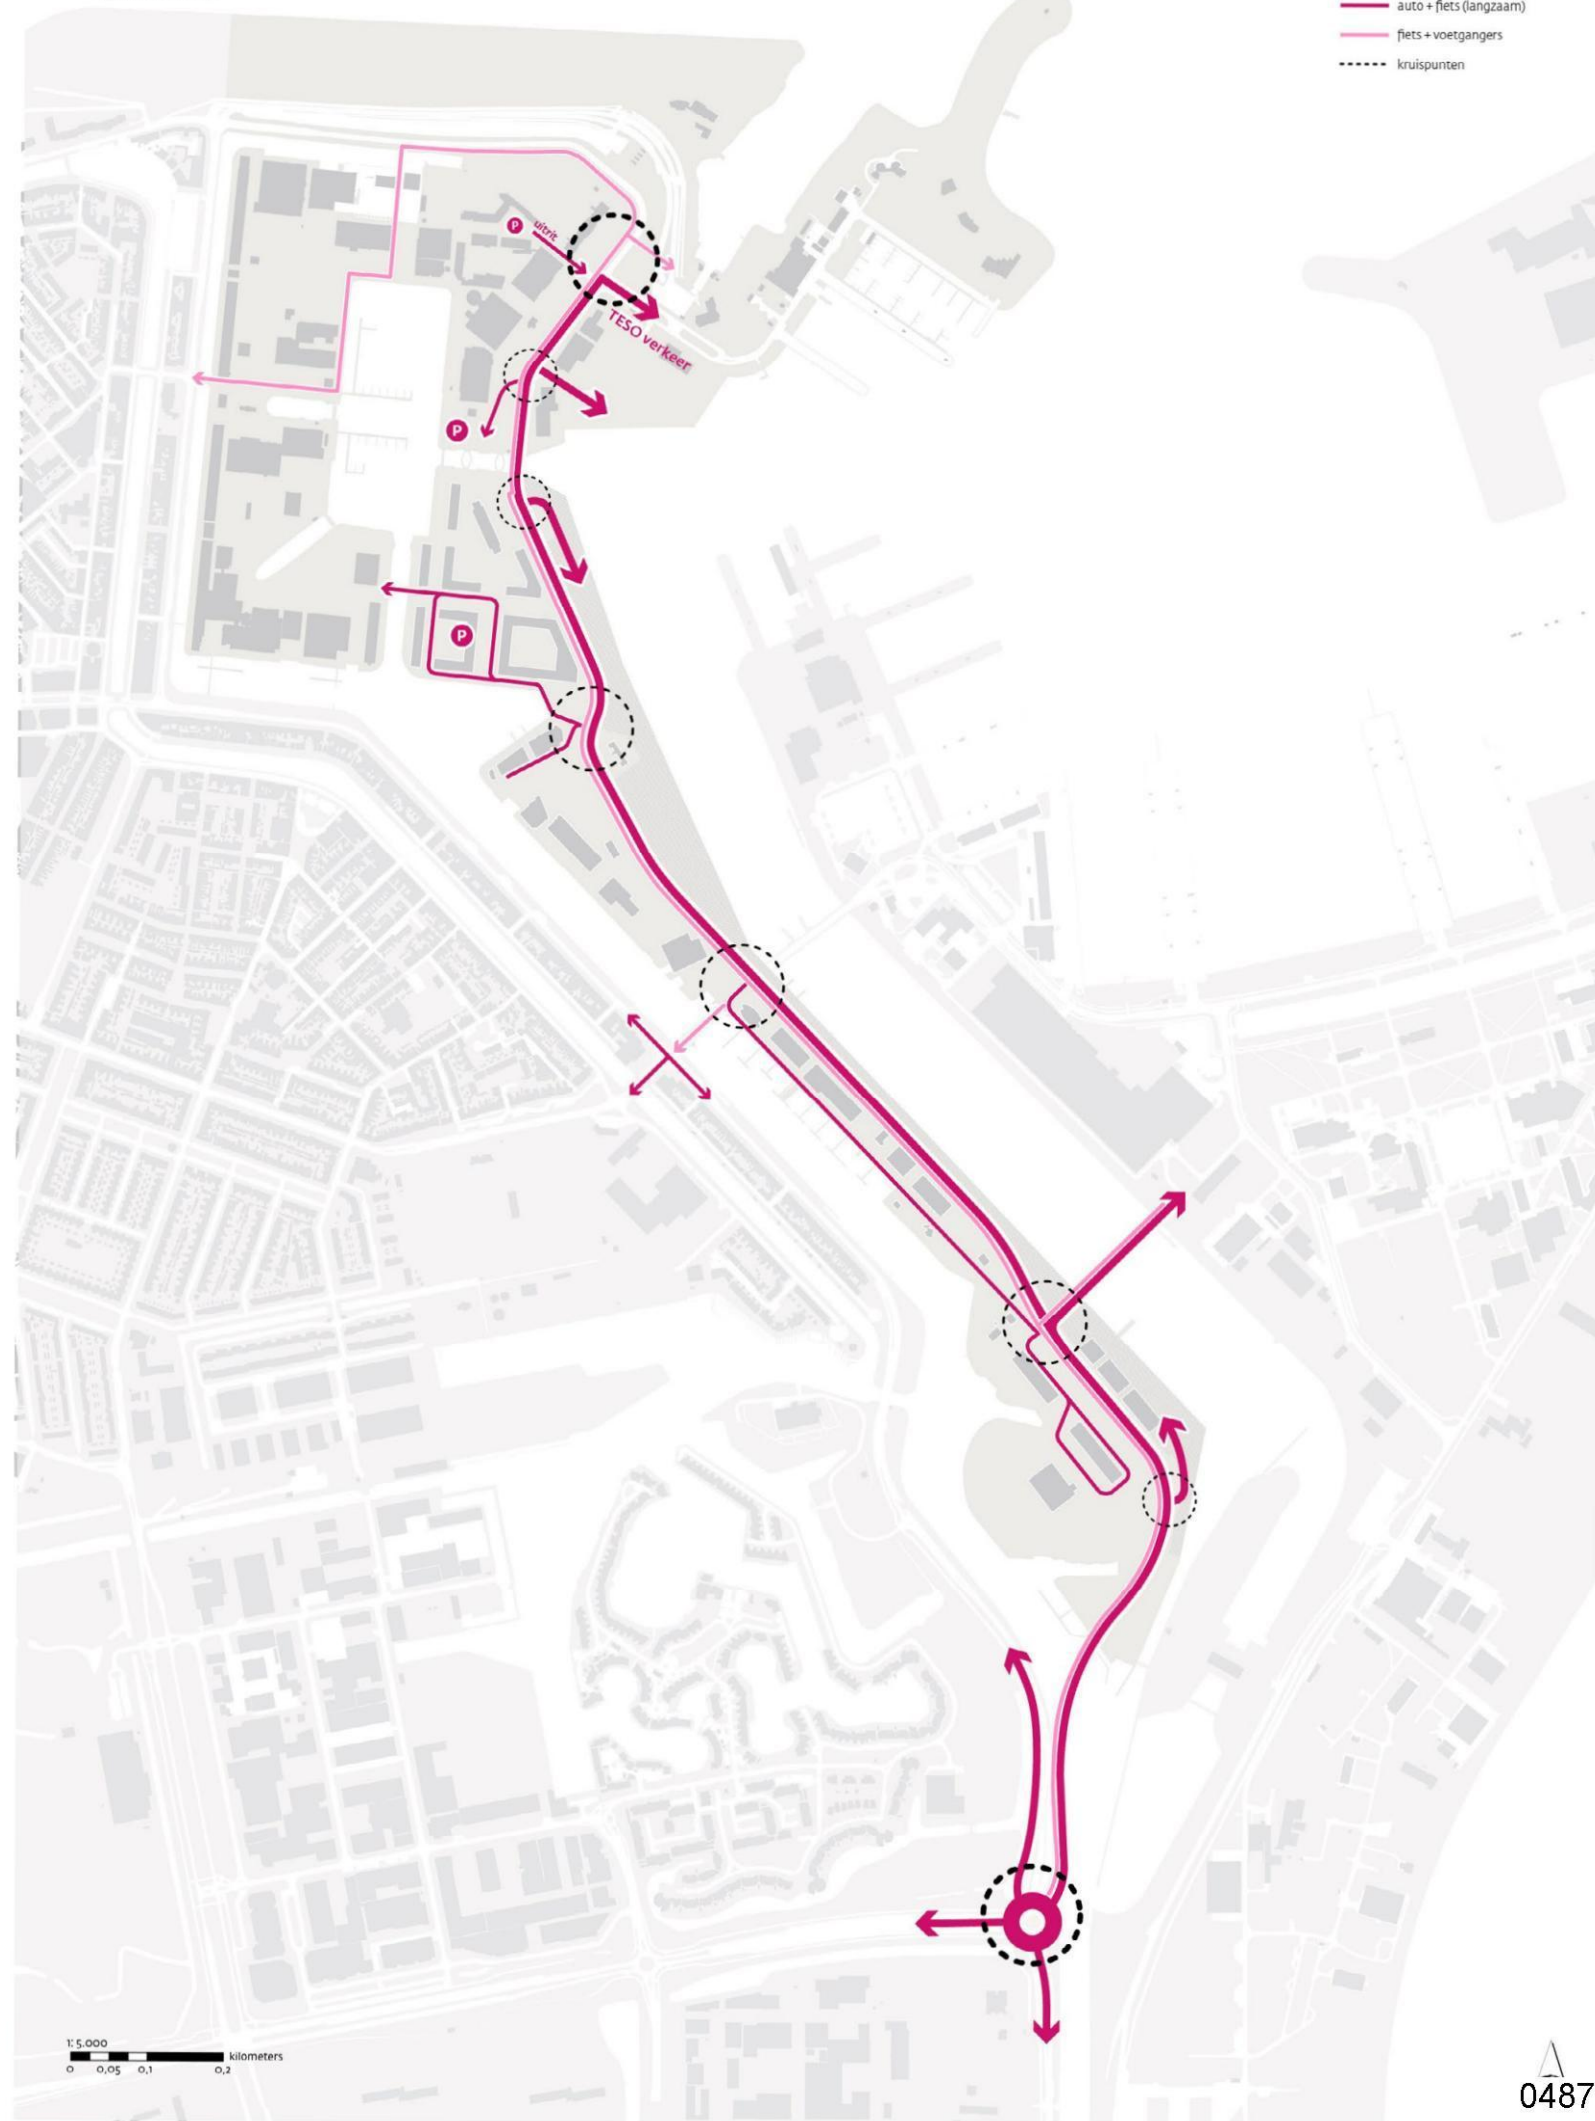 auto + fiets (langzaam)
fiets + voetgangers
kruispunten
P
uitrit
TESO verkeer
P
P
1: 5.000
kilometers
0 0,05 0,1 0,2
0487